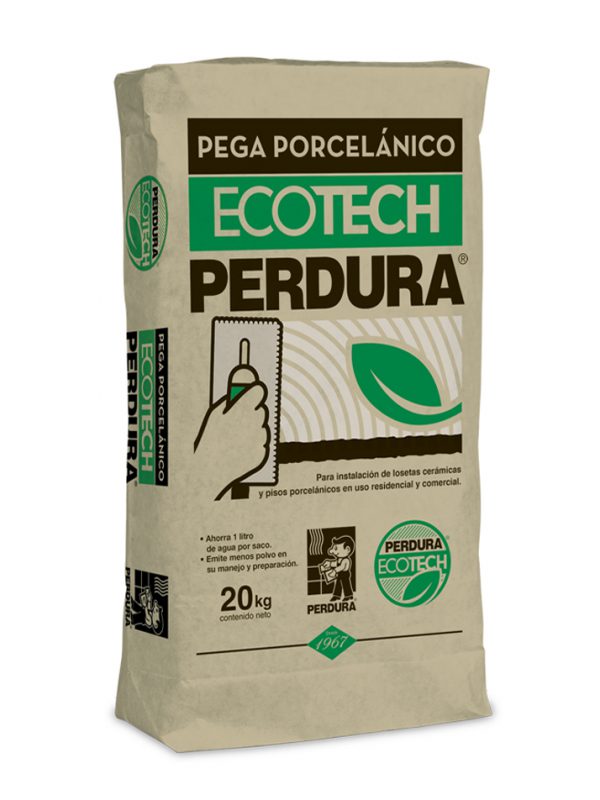 PEGA PORCELÁNICO
ECOTECH
PERDURA®
Para instalación de losetas cerámicas
y pisos porcelánicos en uso residencial y comercial.
• Ahorra 1 litro
de agua por saco.
• Emite menos polvo en
su manejo y preparación.
20kg
contenido neto
PERDURA®
PERDURA®
ECOTECH
Desde
1967
PERDURA
ECOTECH
PEGA PORCELÁNICO
ECOTECH
PERDURA
PERDURA®